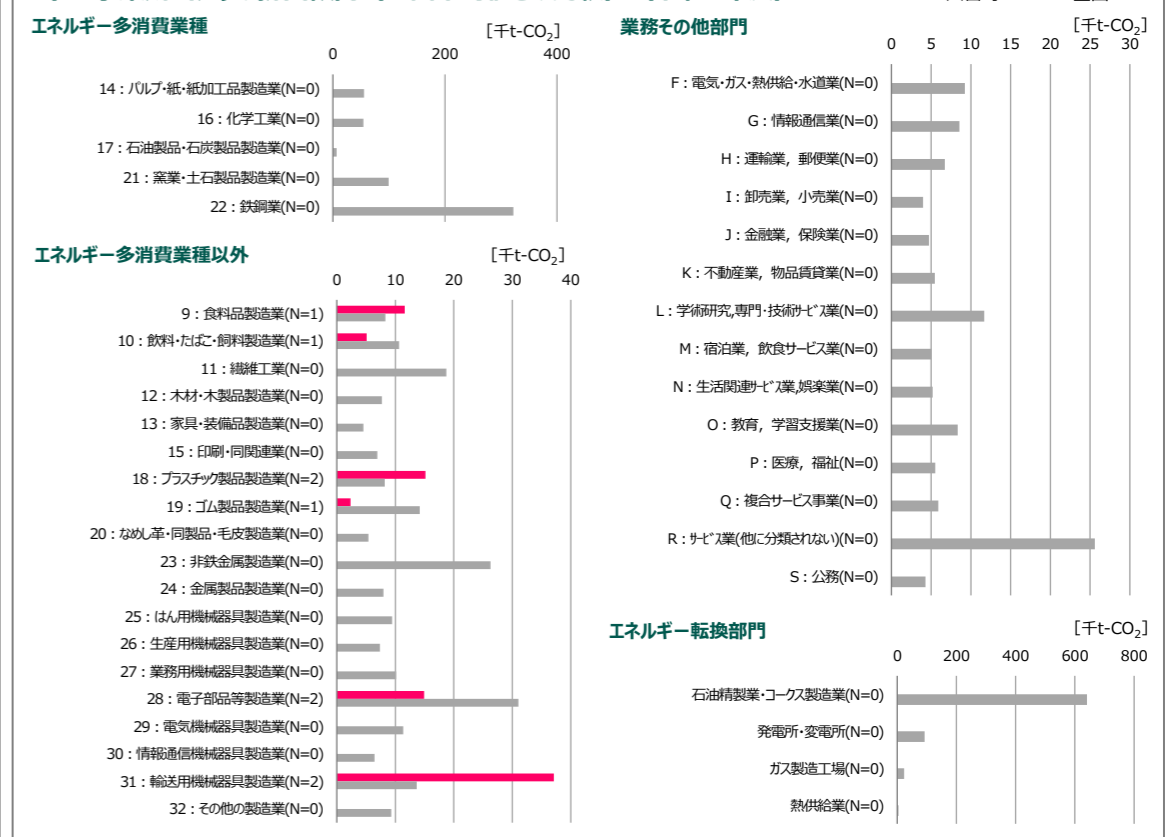 エネルギー多消費業種
[千t-CO2]
0 200 400
14：パルプ・紙・紙加工品製造業(N=0)
16：化学工業(N=0)
17：石油製品・石炭製品製造業(N=0)
21：窯業・土石製品製造業(N=0)
22：鉄鋼業(N=0)
エネルギー多消費業種以外
[千t-CO2]
0 10 20 30 40
9：食料品製造業(N=1)
10：飲料・たばこ・飼料製造業(N=1)
11：繊維工業(N=0)
12：木材・木製品製造業(N=0)
13：家具・装備品製造業(N=0)
15：印刷・同関連業(N=0)
18：プラスチック製品製造業(N=2)
19：ゴム製品製造業(N=1)
20：なめし革・同製品・毛皮製造業(N=0)
23：非鉄金属製造業(N=0)
24：金属製品製造業(N=0)
25：はん用機械器具製造業(N=0)
26：生産用機械器具製造業(N=0)
27：業務用機械器具製造業(N=0)
28：電子部品等製造業(N=2)
29：電気機械器具製造業(N=0)
30：情報通信機械器具製造業(N=0)
31：輸送用機械器具製造業(N=2)
32：その他の製造業(N=0)
業務その他部門
[千t-CO2]
0 5 10 15 20 25 30
F：電気・ガス・熱供給・水道業(N=0)
G：情報通信業(N=0)
H：運輸業，郵便業(N=0)
I：卸売業，小売業(N=0)
J：金融業，保険業(N=0)
K：不動産業，物品賃貸業(N=0)
L：学術研究,専門・技術サービス業(N=0)
M：宿泊業，飲食サービス業(N=0)
N：生活関連サービス業,娯楽業(N=0)
O：教育，学習支援業(N=0)
P：医療，福祉(N=0)
Q：複合サービス事業(N=0)
R：サービス業(他に分類されない)(N=0)
S：公務(N=0)
エネルギー転換部門
[千t-CO2]
0 200 400 600 800
石油精製業・コークス製造業(N=0)
発電所・変電所(N=0)
ガス製造工場(N=0)
熱供給業(N=0)